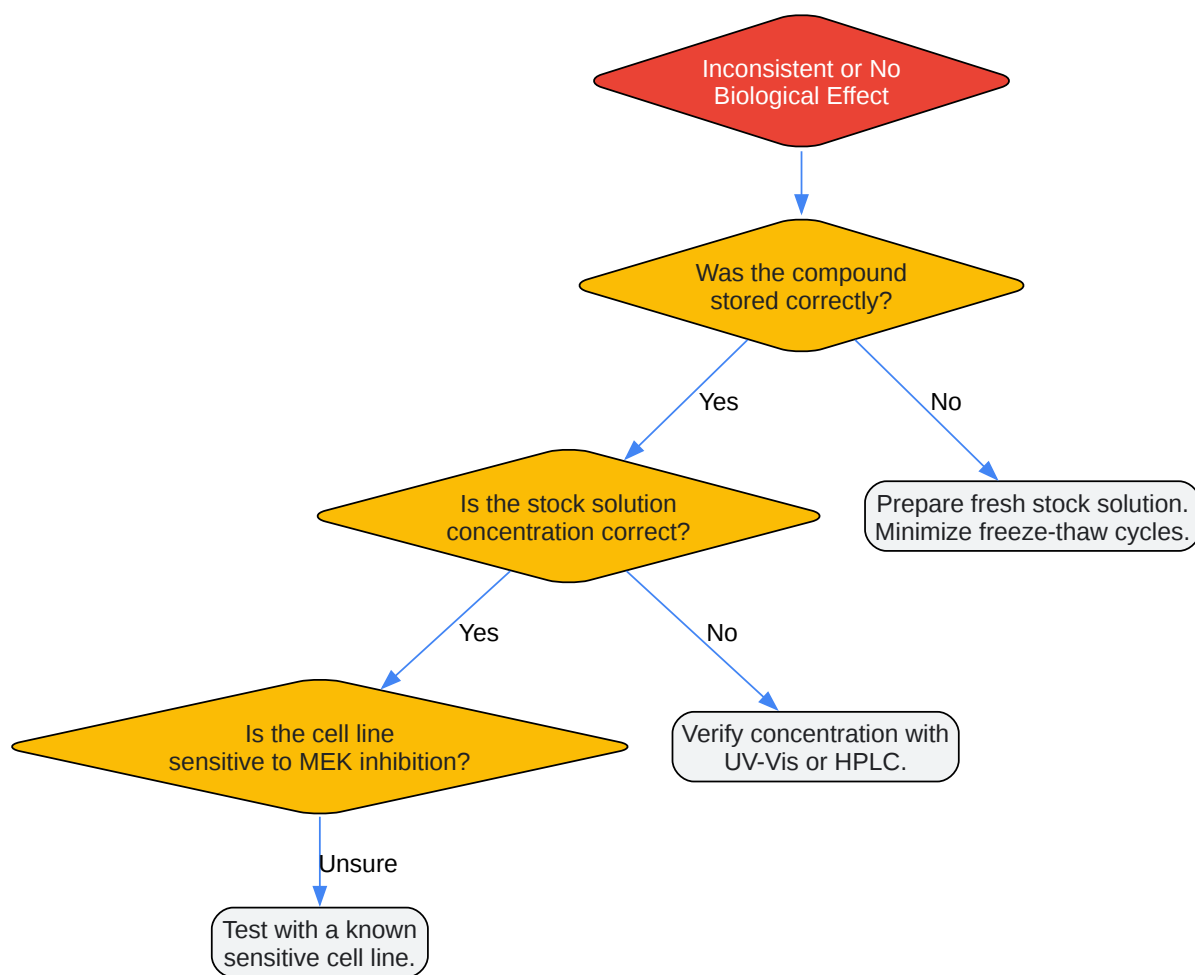 Inconsistent or No
Biological Effect
Was the compound
stored correctly?
Yes
No
Is the stock solution
concentration correct?
Prepare fresh stock solution.
Minimize freeze-thaw cycles.
Yes
No
Is the cell line
sensitive to MEK inhibition?
Verify concentration with
UV-Vis or HPLC.
Unsure
Test with a known
sensitive cell line.